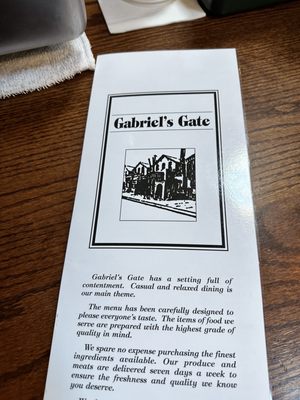 Gabriel's Gate
Gabriel's Gate has a setting full of
contentment. Casual and relaxed dining is
our main theme.
The menu has been carefully designed to
please everyone's taste. The items of food we
serve are prepared with the highest grade of
quality in mind.
We spare no expense purchasing the finest
ingredients available. Our produce and
meats are delivered seven days a week to
ensure the freshness and quality we know
you deserve.